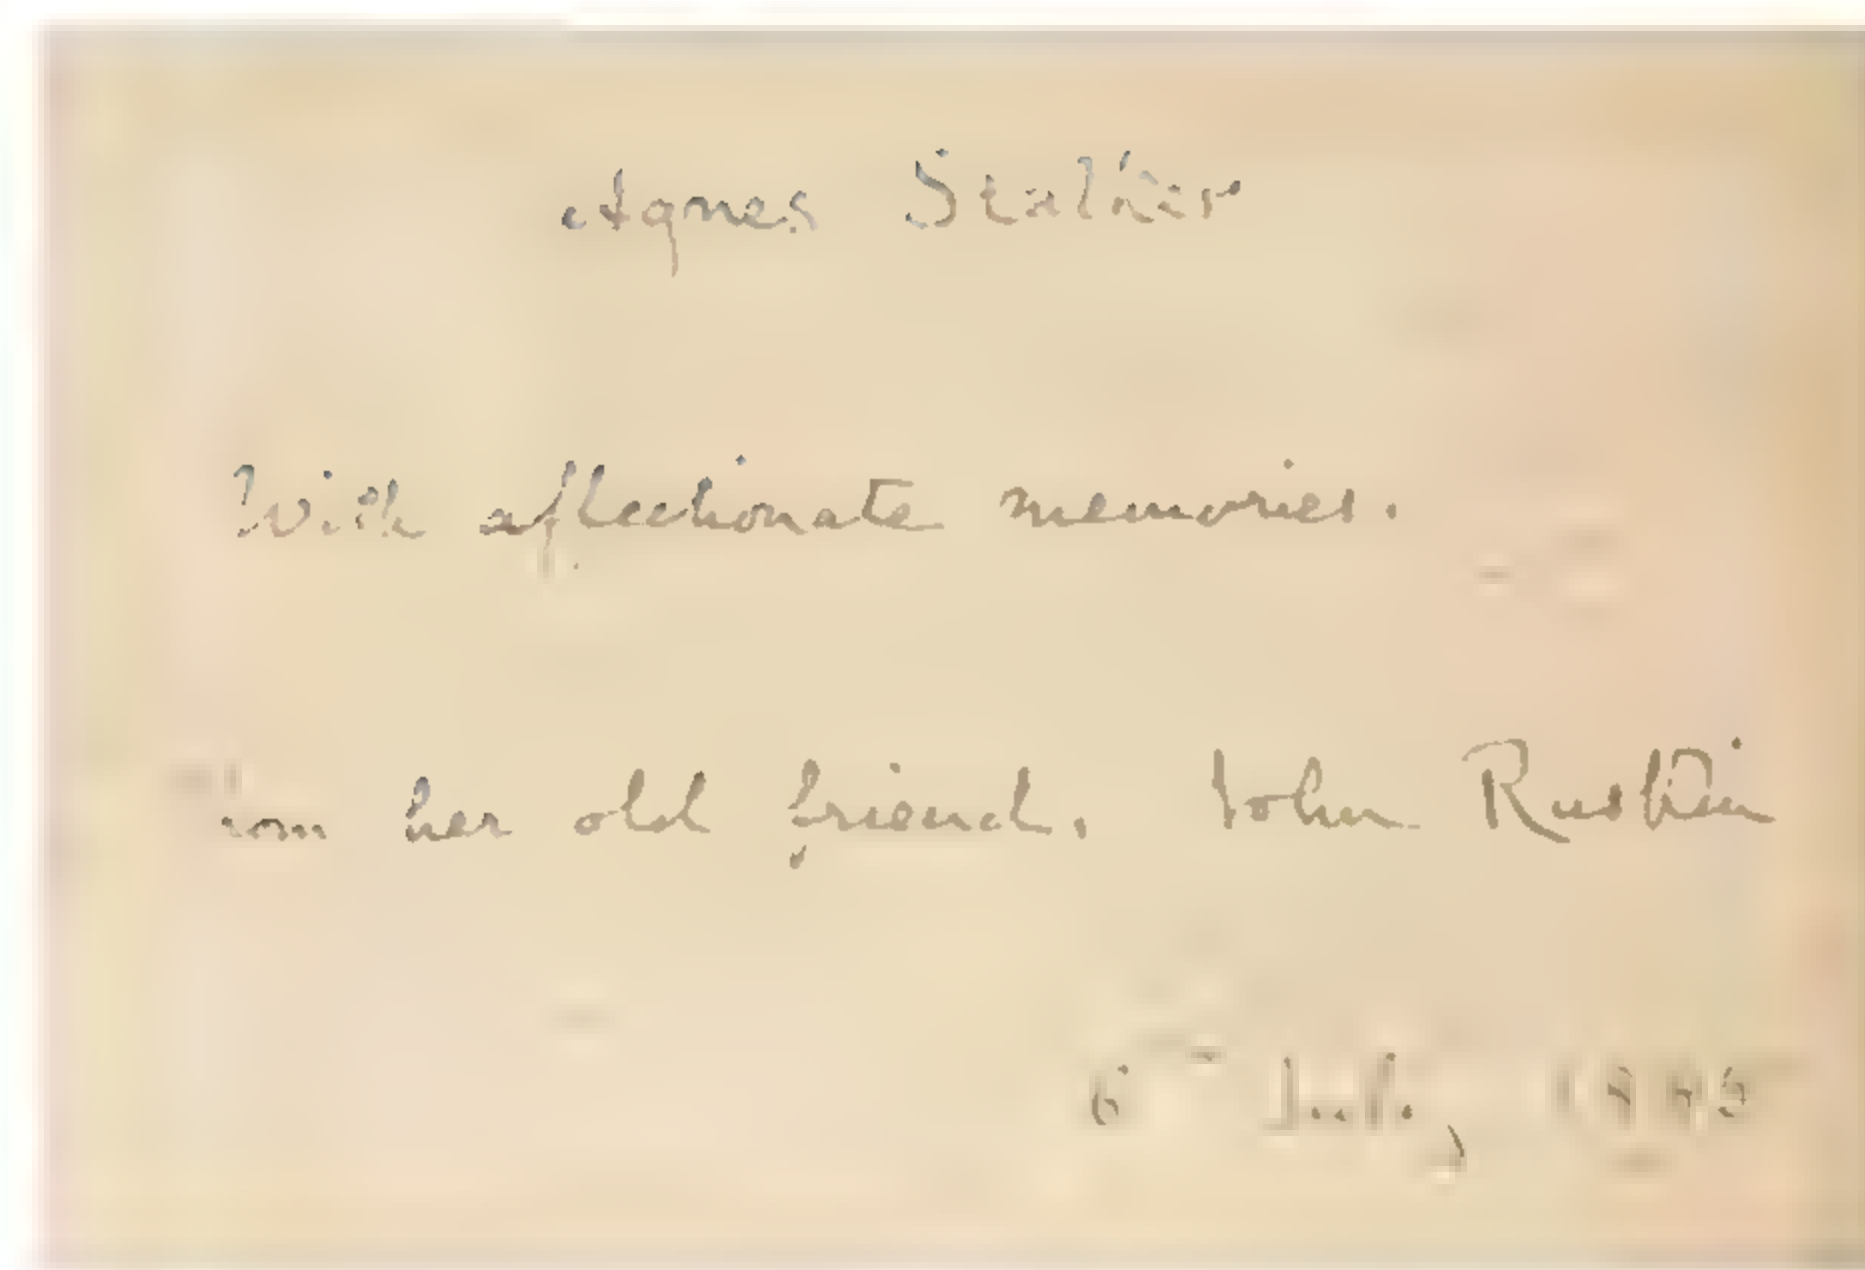 Agnes Stalker
With affectionate memories.
from her old friend. John Ruskin
6th July